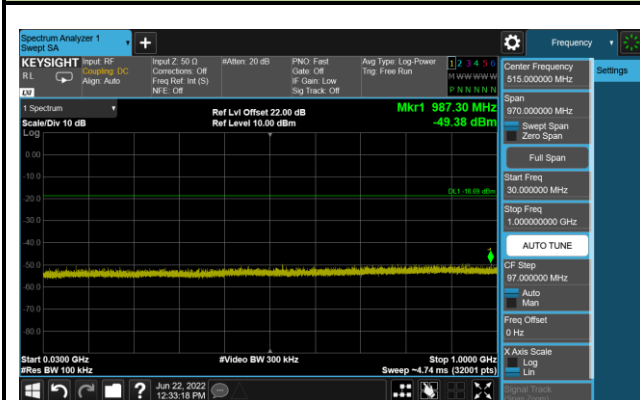 Spectrum Analyzer 1
Swept SA
+
Frequency
Settings
KEYSIGHT
RL
LXI
Input: RF
Coupling: DC
Align: Auto
Input Z: 50 Ω
Corrections: Off
Freq Ref: Int (S)
NFE: Off
#Atten: 20 dB
PNO: Fast
Gate: Off
IF Gain: Low
Sig Track: Off
Avg Type: Log-Power
Trig: Free Run
1 2 3 4 5 6
M W W W W W
P N N N N N
1 Spectrum
Scale/Div 10 dB
Log
Ref Lvl Offset 22.00 dB
Ref Level 10.00 dBm
Mkr1 987.30 MHz
-49.38 dBm
0.00
-10.0
-20.0
-30.0
-40.0
-50.0
-60.0
-70.0
-80.0
1
Start 0.0300 GHz
#Res BW 100 kHz
#Video BW 300 kHz
Stop 1.0000 GHz
Sweep ~4.74 ms (32001 pts)
?
Jun 22, 2022
12:33:18 PM
Center Frequency
515.000000 MHz
Span
970.000000 MHz
Swept Span
Zero Span
Full Span
Start Freq
30.000000 MHz
Stop Freq
1.000000000 GHz
AUTO TUNE
CF Step
97.000000 MHz
Auto
Man
Freq Offset
0 Hz
X Axis Scale
Log
Lin
Signal Track
(Span Zoom)